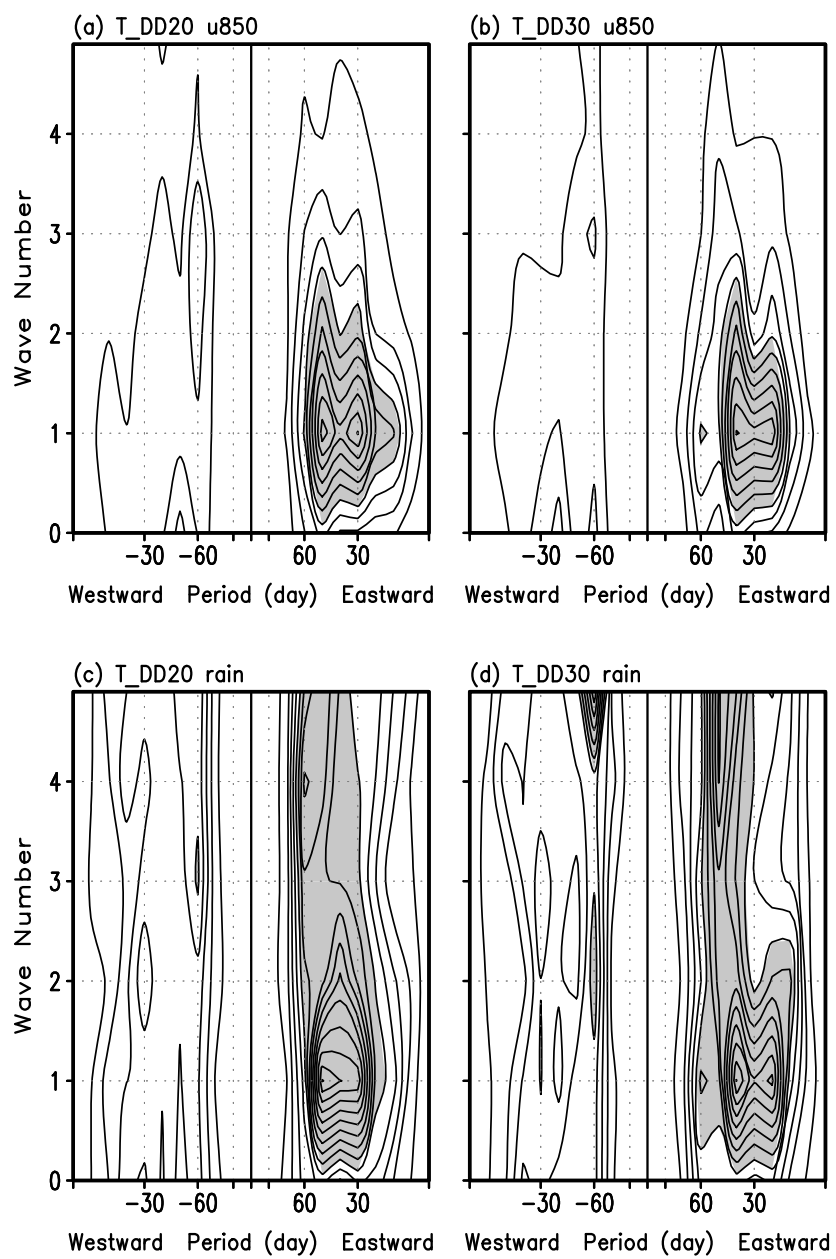 (a) T_DD20 u850
(b) T_DD30 u850
Wave Number
4
3
2
1
0
-30 -60 60 30
-30 -60 60 30
Westward Period (day) Eastward
Westward Period (day) Eastward
(c) T_DD20 rain
(d) T_DD30 rain
Wave Number
4
3
2
1
0
-30 -60 60 30
-30 -60 60 30
Westward Period (day) Eastward
Westward Period (day) Eastward